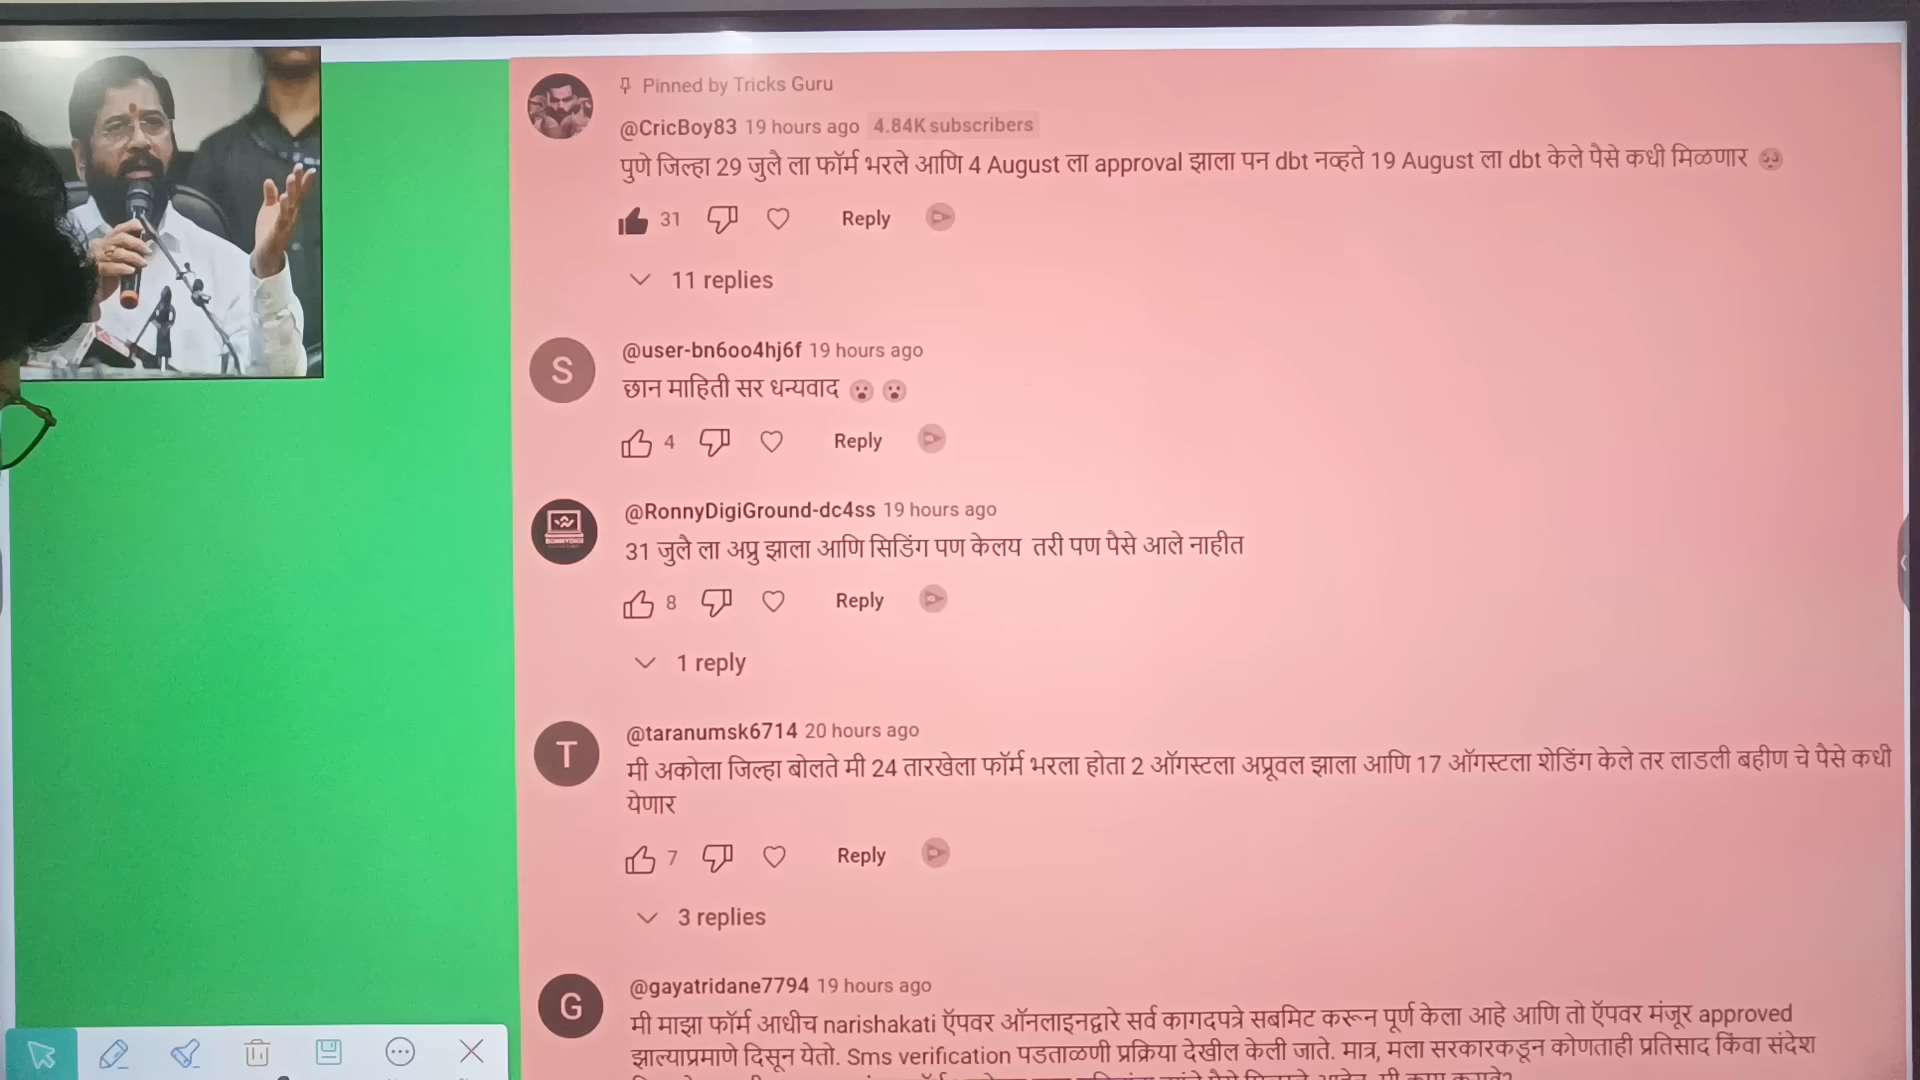 Pinned by Tricks Guru
@CricBoy83 19 hours ago 4.84K subscribers
पुणे जिल्हा 29 जुलै ला फॉर्म भरले आणि 4 August ला approval झाला पन dbt नव्हते 19 August ला dbt केले पैसे कधी मिळणार
31 Reply
11 replies
S
@user-bn6oo4hj6f 19 hours ago
छान माहिती सर धन्यवाद
4 Reply
@RonnyDigiGround-dc4ss 19 hours ago
31 जुलै ला अप्रु झाला आणि सिडिंग पण केलय तरी पण पैसे आले नाहीत
8 Reply
1 reply
T
@taranumsk6714 20 hours ago
मी अकोला जिल्हा बोलते मी 24 तारखेला फॉर्म भरला होता 2 ऑगस्टला अप्रूवल झाला आणि 17 ऑगस्टला शेडिंग केले तर लाडली बहीण चे पैसे कधी
येणार
7 Reply
3 replies
G
@gayatridane7794 19 hours ago
मी माझा फॉर्म आधीच narishakati ऍपवर ऑनलाइनद्वारे सर्व कागदपत्रे सबमिट करून पूर्ण केला आहे आणि तो ऍपवर मंजूर approved
झाल्याप्रमाणे दिसून येतो. Sms verification पडताळणी प्रक्रिया देखील केली जाते. मात्र, मला सरकारकडून कोणताही प्रतिसाद किंवा संदेश